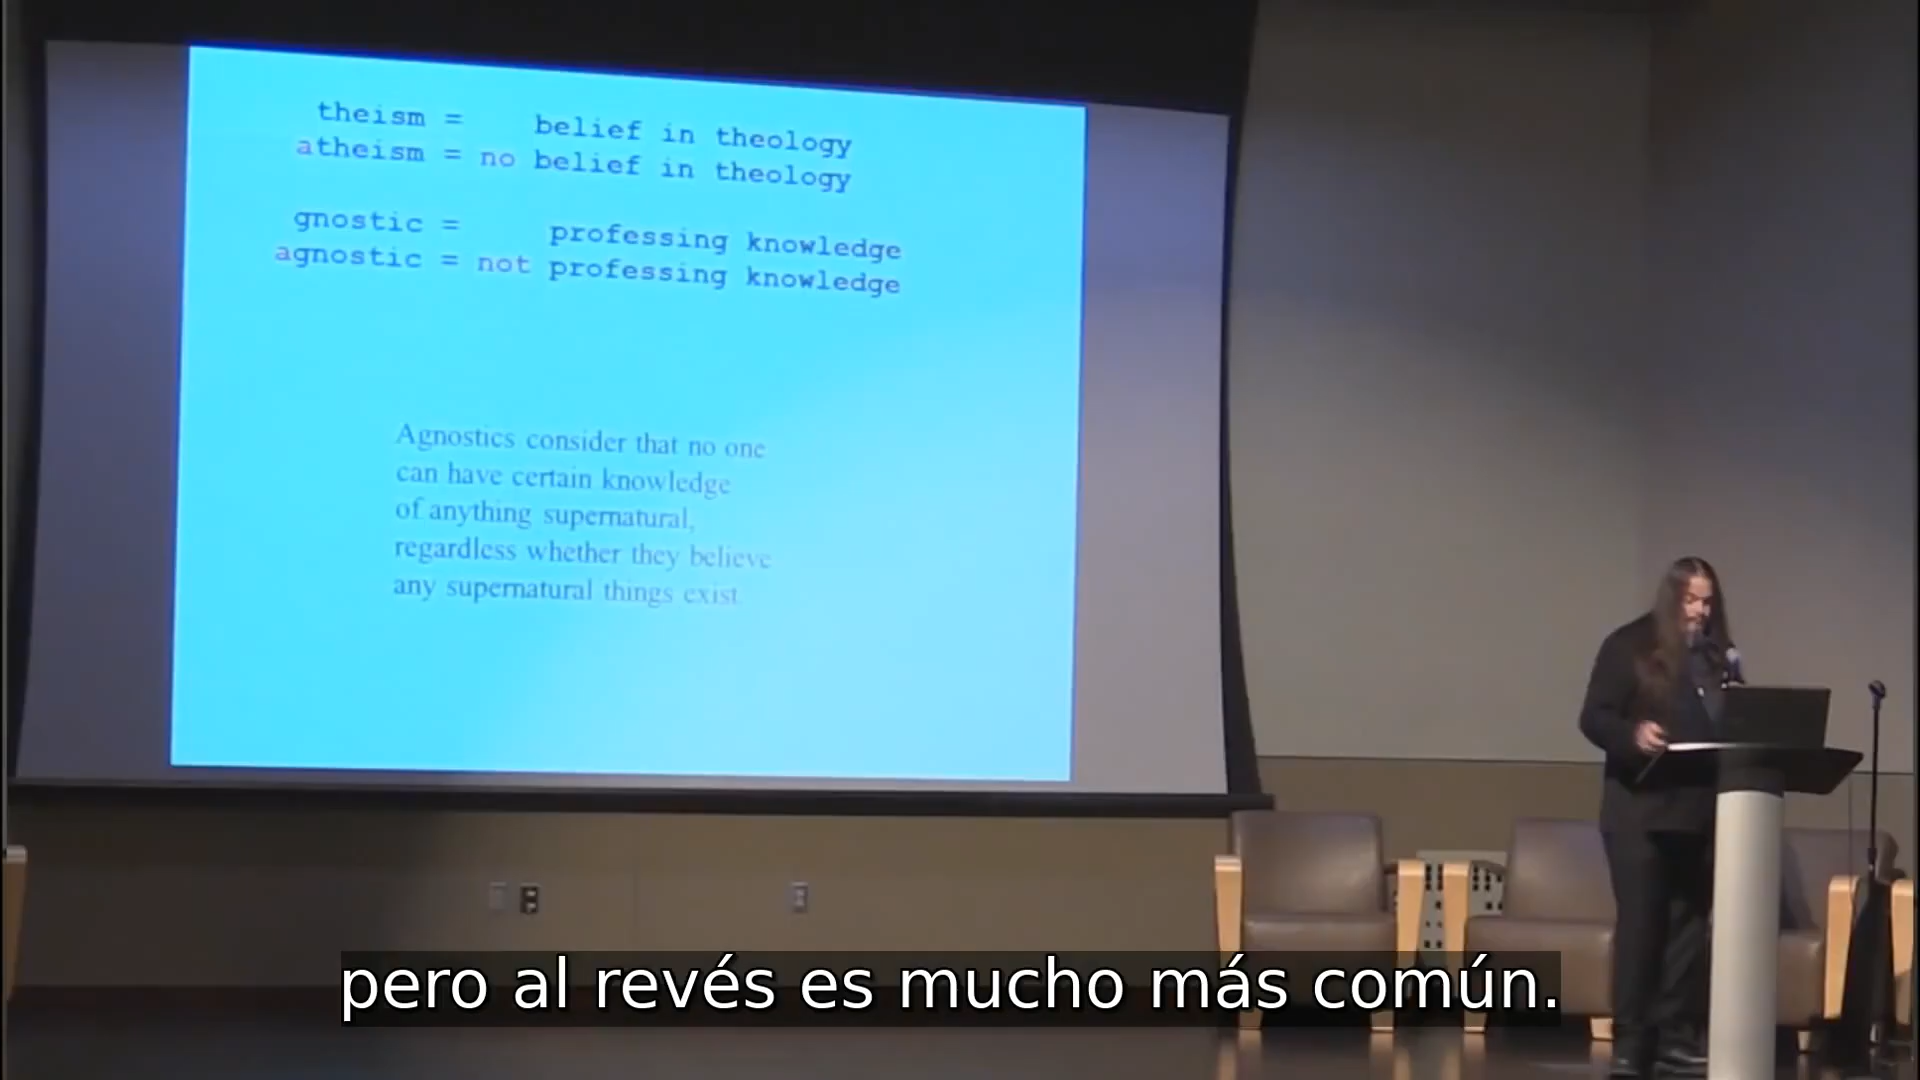 theism = belief in theology
atheism = no belief in theology
gnostic = professing knowledge
agnostic = not professing knowledge
Agnostics consider that no one
can have certain knowledge
of anything supernatural,
regardless whether they believe
any supernatural things exist.
pero al revés es mucho más común.